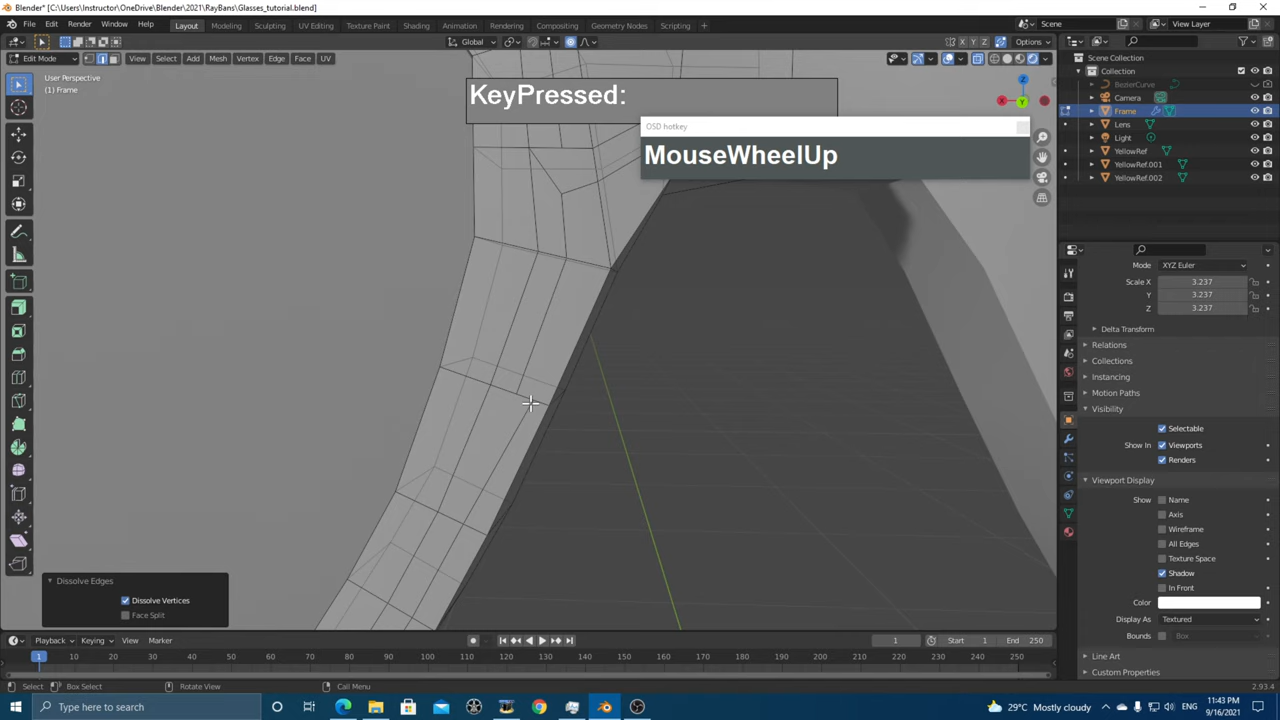 Blender* [C:\Users\Instructor\OneDrive\Blender\2021\RayBans\Glasses_tutorial.blend]
File Edit Render Window Help Layout Modeling Sculpting UV Editing Texture Paint Shading Animation Rendering Compositing Geometry Nodes Scripting + Scene View Layer
Global Options
Edit Mode View Select Add Mesh Vertex Edge Face UV
X Y Z
User Perspective
(1) Frame
KeyPressed:
OSD hotkey
MouseWheelUp
Z
X Y
Scene Collection
Collection
BezierCurve
Camera
Frame
Lens
Light
YellowRef
YellowRef.001
YellowRef.002
Mode XYZ Euler
Scale X 3.237
Y 3.237
Z 3.237
Delta Transform
Relations
Collections
Instancing
Motion Paths
Visibility
Selectable
Show In Viewports
Renders
Viewport Display
Show Name
Axis
Wireframe
All Edges
Texture Space
Shadow
In Front
Color
Display As Textured
Bounds Box
Line Art
Custom Properties
Dissolve Edges
Dissolve Vertices
Face Split
Playback Keying View Marker 1 Start 1 End 250
1 10 20 30 40 50 60 70 80 90 100 110 120 130 140 150 160 170 180 190 200 210 220 230 240 250
Select Box Select Rotate View Call Menu 2.93.4
Type here to search
29°C Mostly cloudy
11:43 PM
9/16/2021